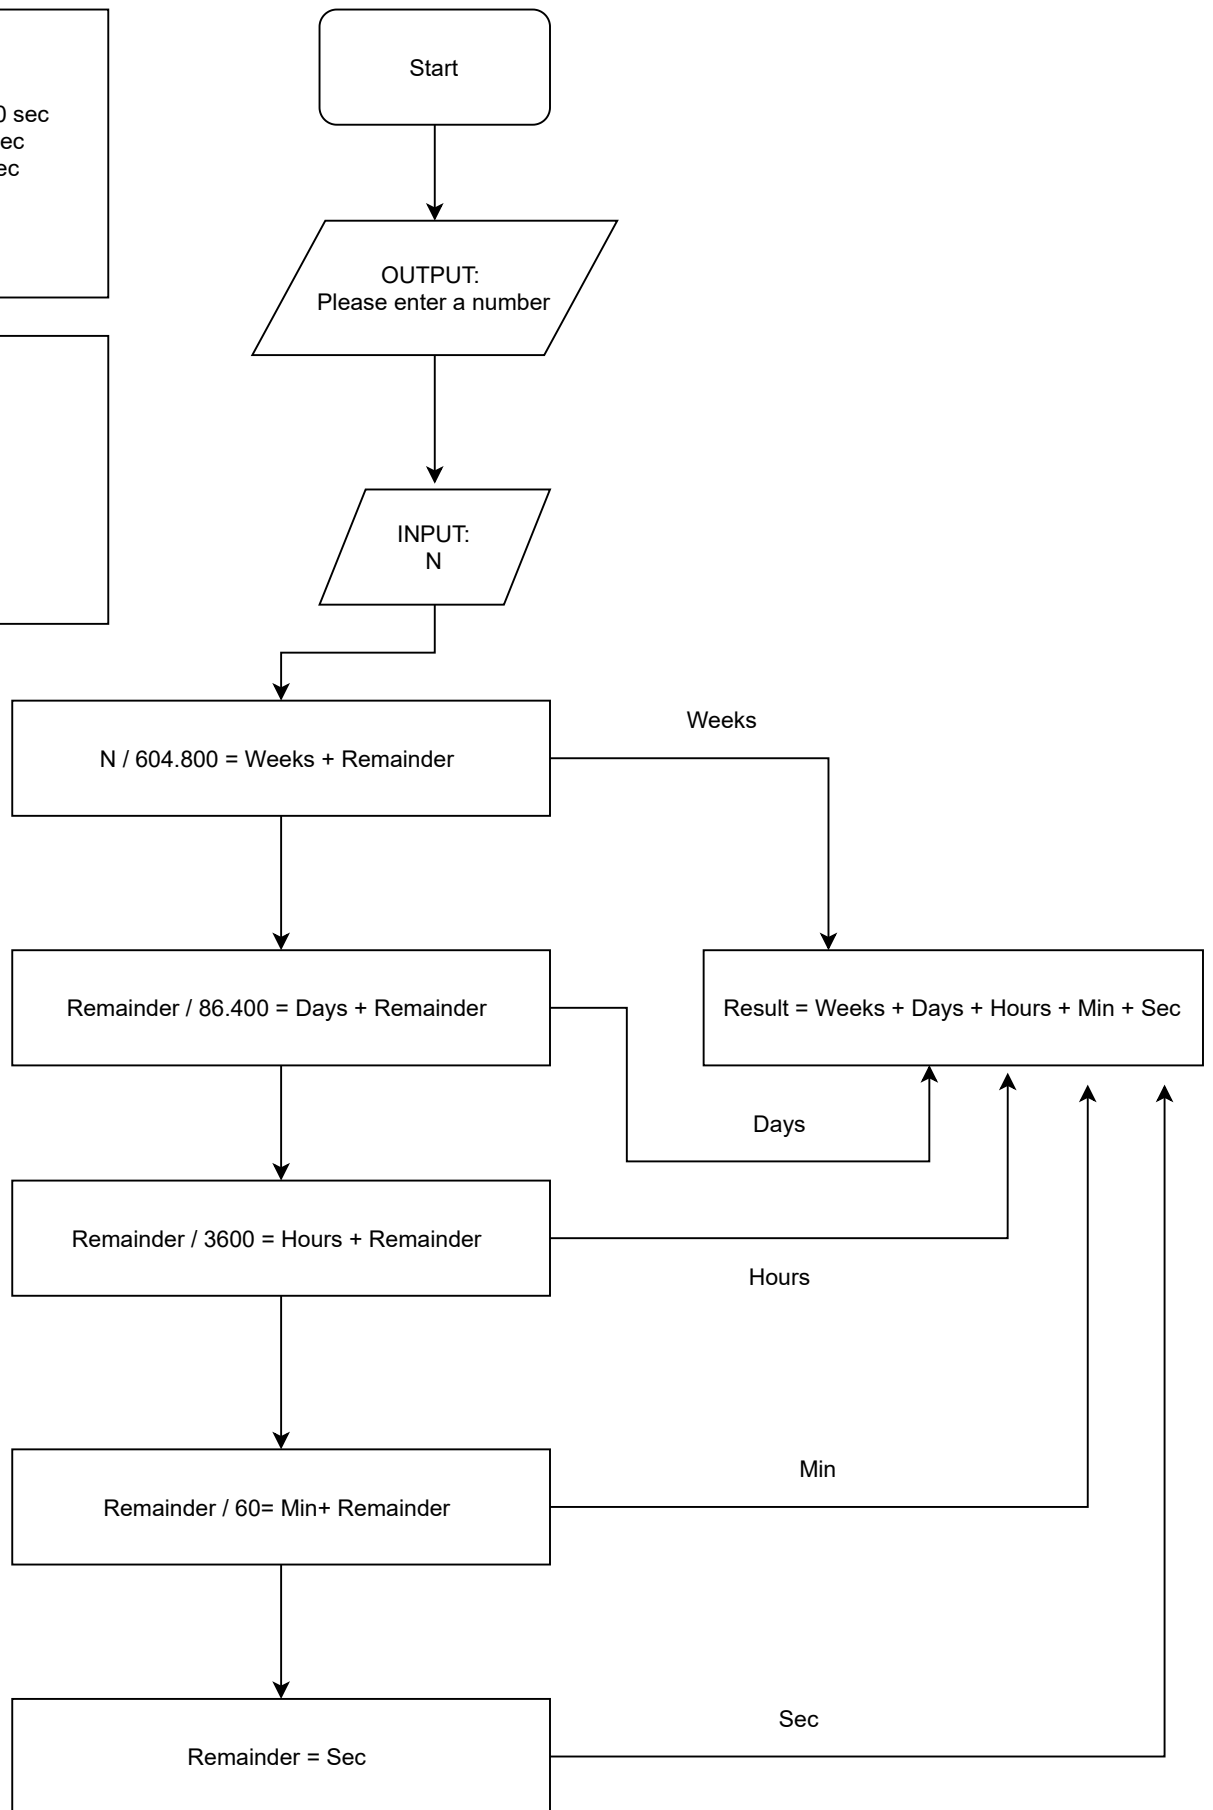 0 sec
ec
ec
Start
OUTPUT:
Please enter a number
INPUT:
N
N / 604.800 = Weeks + Remainder
Weeks
Remainder / 86.400 = Days + Remainder
Result = Weeks + Days + Hours + Min + Sec
Days
Remainder / 3600 = Hours + Remainder
Hours
Min
Remainder / 60= Min+ Remainder
Sec
Remainder = Sec